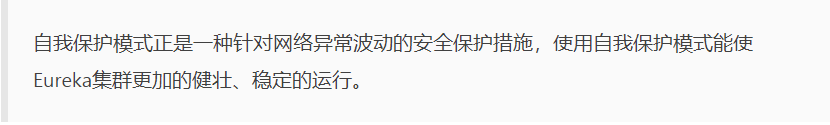 自我保护模式正是一种针对网络异常波动的安全保护措施，使用自我保护模式能使
Eureka集群更加的健壮、稳定的运行。